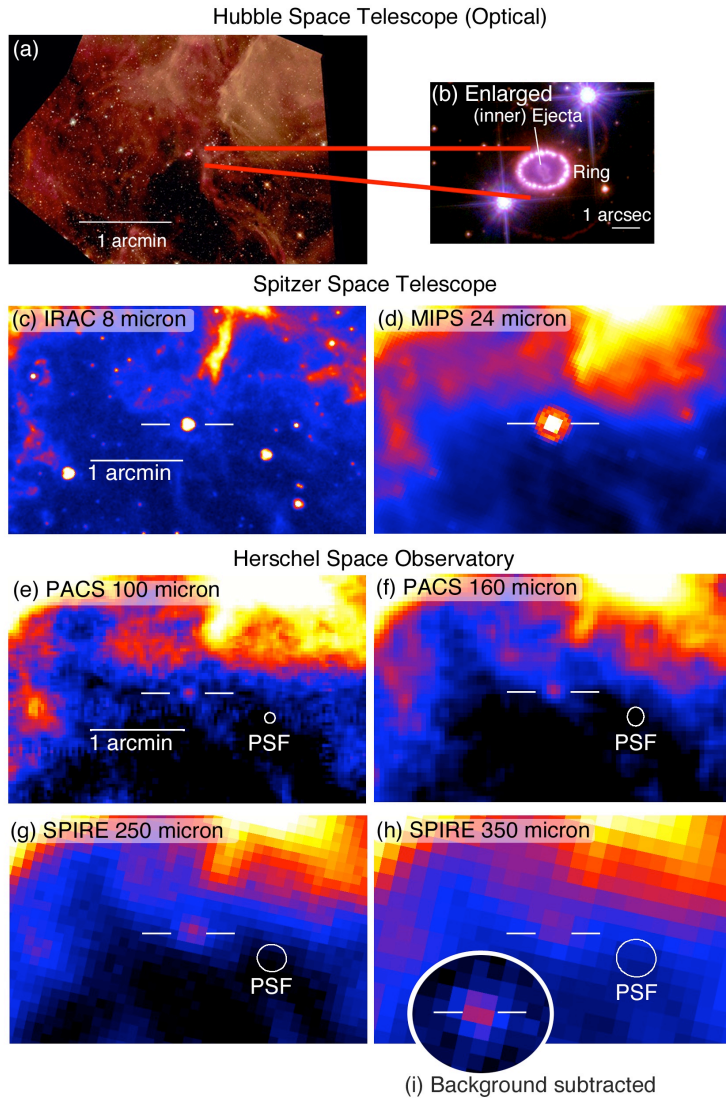 Hubble Space Telescope (Optical)
(a)
1 arcmin
(b) Enlarged
(inner) Ejecta
Ring
1 arcsec
Spitzer Space Telescope
(c) IRAC 8 micron
1 arcmin
(d) MIPS 24 micron
Herschel Space Observatory
(e) PACS 100 micron
1 arcmin
PSF
(f) PACS 160 micron
PSF
(g) SPIRE 250 micron
PSF
(h) SPIRE 350 micron
PSF
(i) Background subtracted